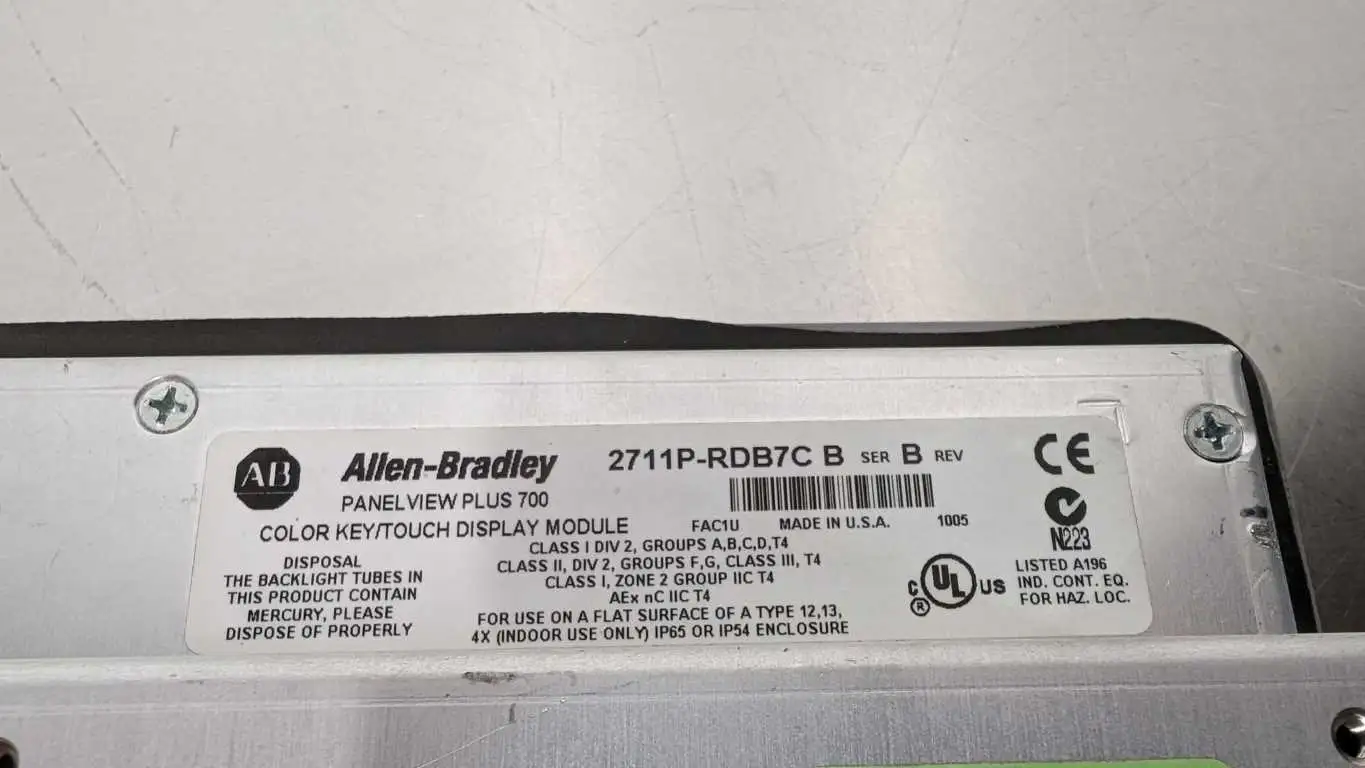 AB Allen-Bradley 2711P-RDB7C B SER B REV
PANELVIEW PLUS 700
COLOR KEY/TOUCH DISPLAY MODULE
FAC1U MADE IN U.S.A. 1005
DISPOSAL
THE BACKLIGHT TUBES IN
THIS PRODUCT CONTAIN
MERCURY, PLEASE
DISPOSE OF PROPERLY
CLASS I DIV 2, GROUPS A,B,C,D,T4
CLASS II, DIV 2, GROUPS F,G, CLASS III, T4
CLASS I, ZONE 2 GROUP IIC T4
AEx nC IIC T4
FOR USE ON A FLAT SURFACE OF A TYPE 12,13,
4X (INDOOR USE ONLY) IP65 OR IP54 ENCLOSURE
CE
N223
C UL US
®
LISTED A196
IND. CONT. EQ.
FOR HAZ. LOC.